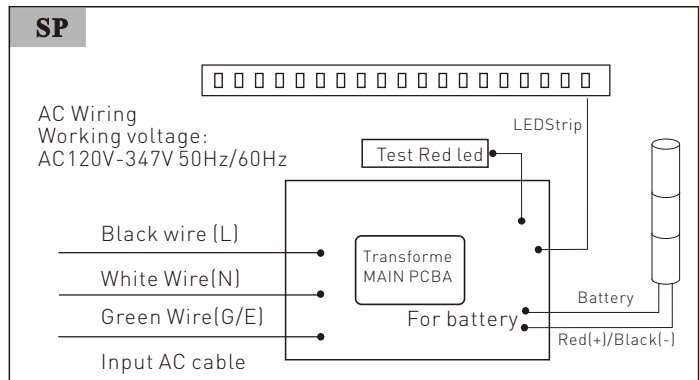 SP
AC Wiring
Working voltage:
AC120V-347V 50Hz/60Hz
LEDStrip
Test Red led
Black wire (L)
White Wire(N)
Green Wire(G/E)
Input AC cable
Transforme
MAIN PCBA
For battery
Battery
Red(+)/Black(-)